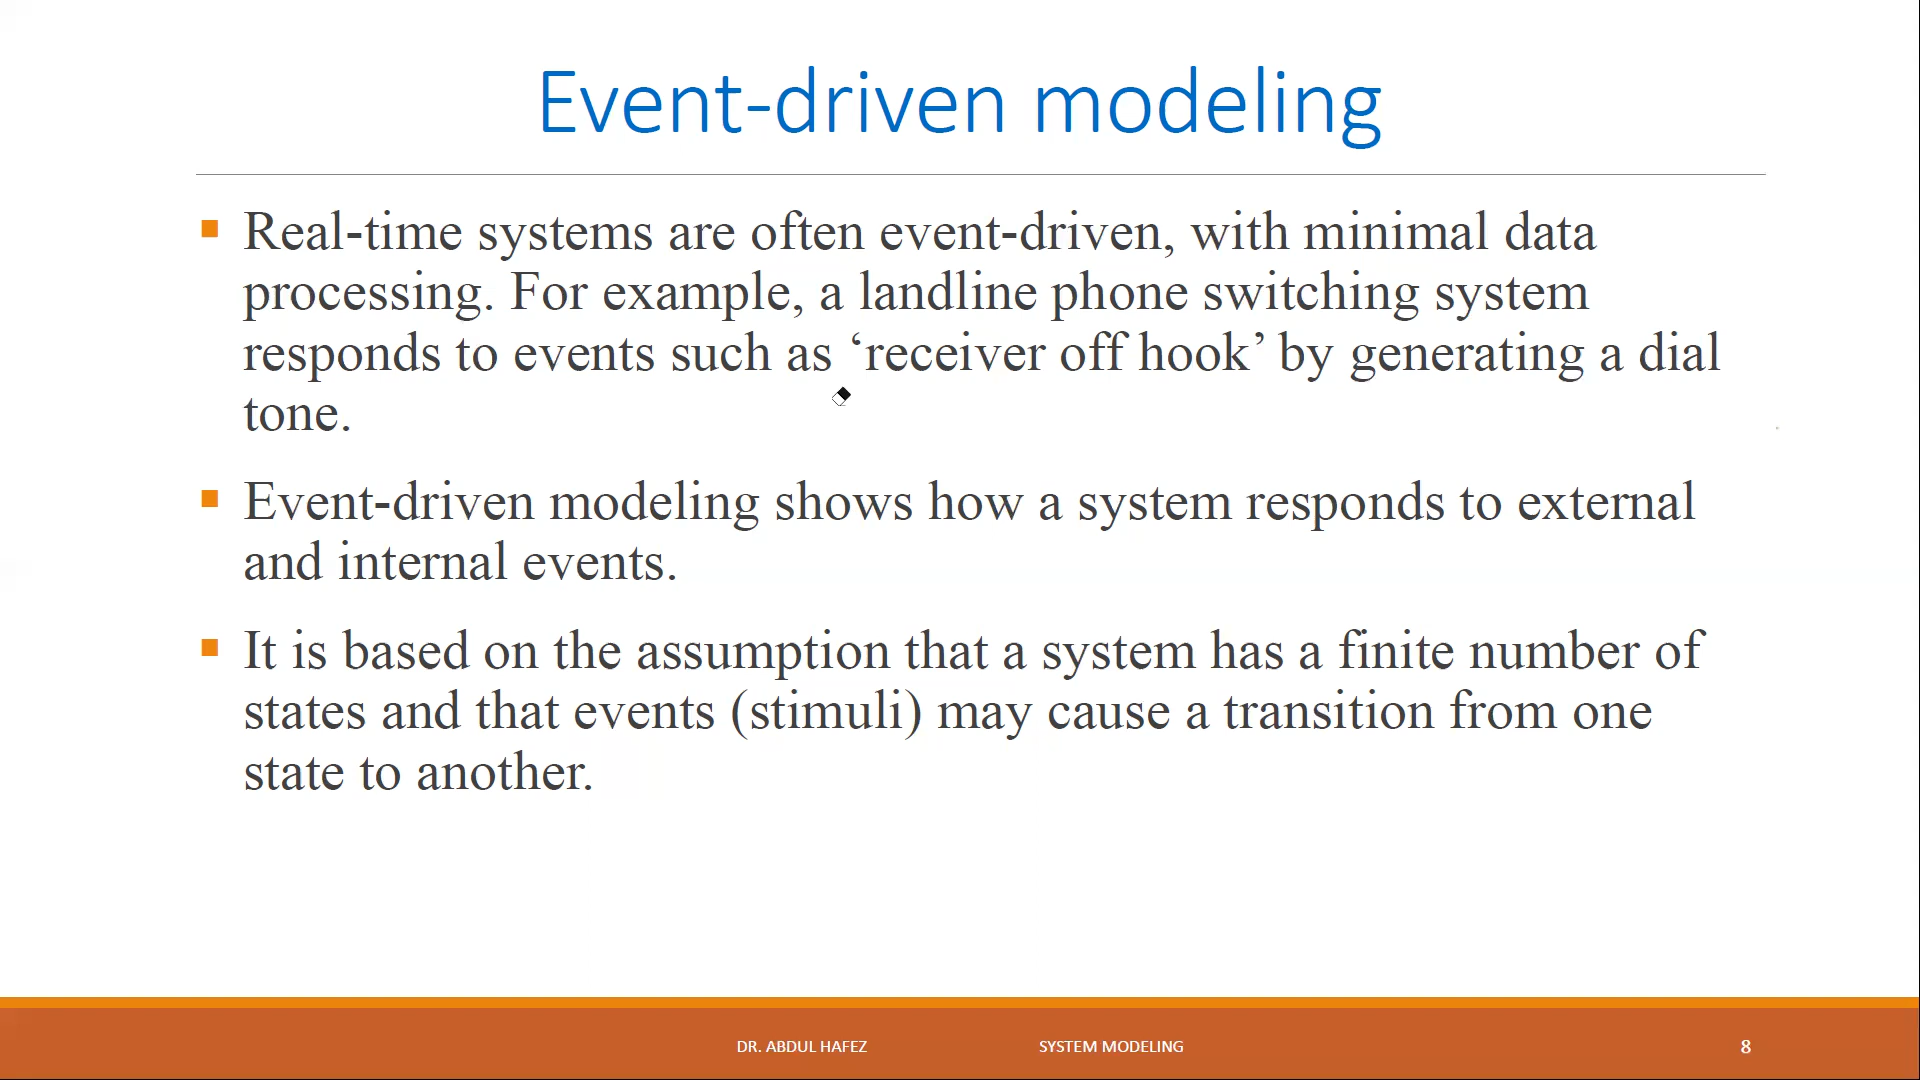 Event-driven modeling
Real-time systems are often event-driven, with minimal data
processing. For example, a landline phone switching system
responds to events such as ‘receiver off hook’ by generating a dial
tone.
Event-driven modeling shows how a system responds to external
and internal events.
It is based on the assumption that a system has a finite number of
states and that events (stimuli) may cause a transition from one
state to another.
DR. ABDUL HAFEZ
SYSTEM MODELING
8